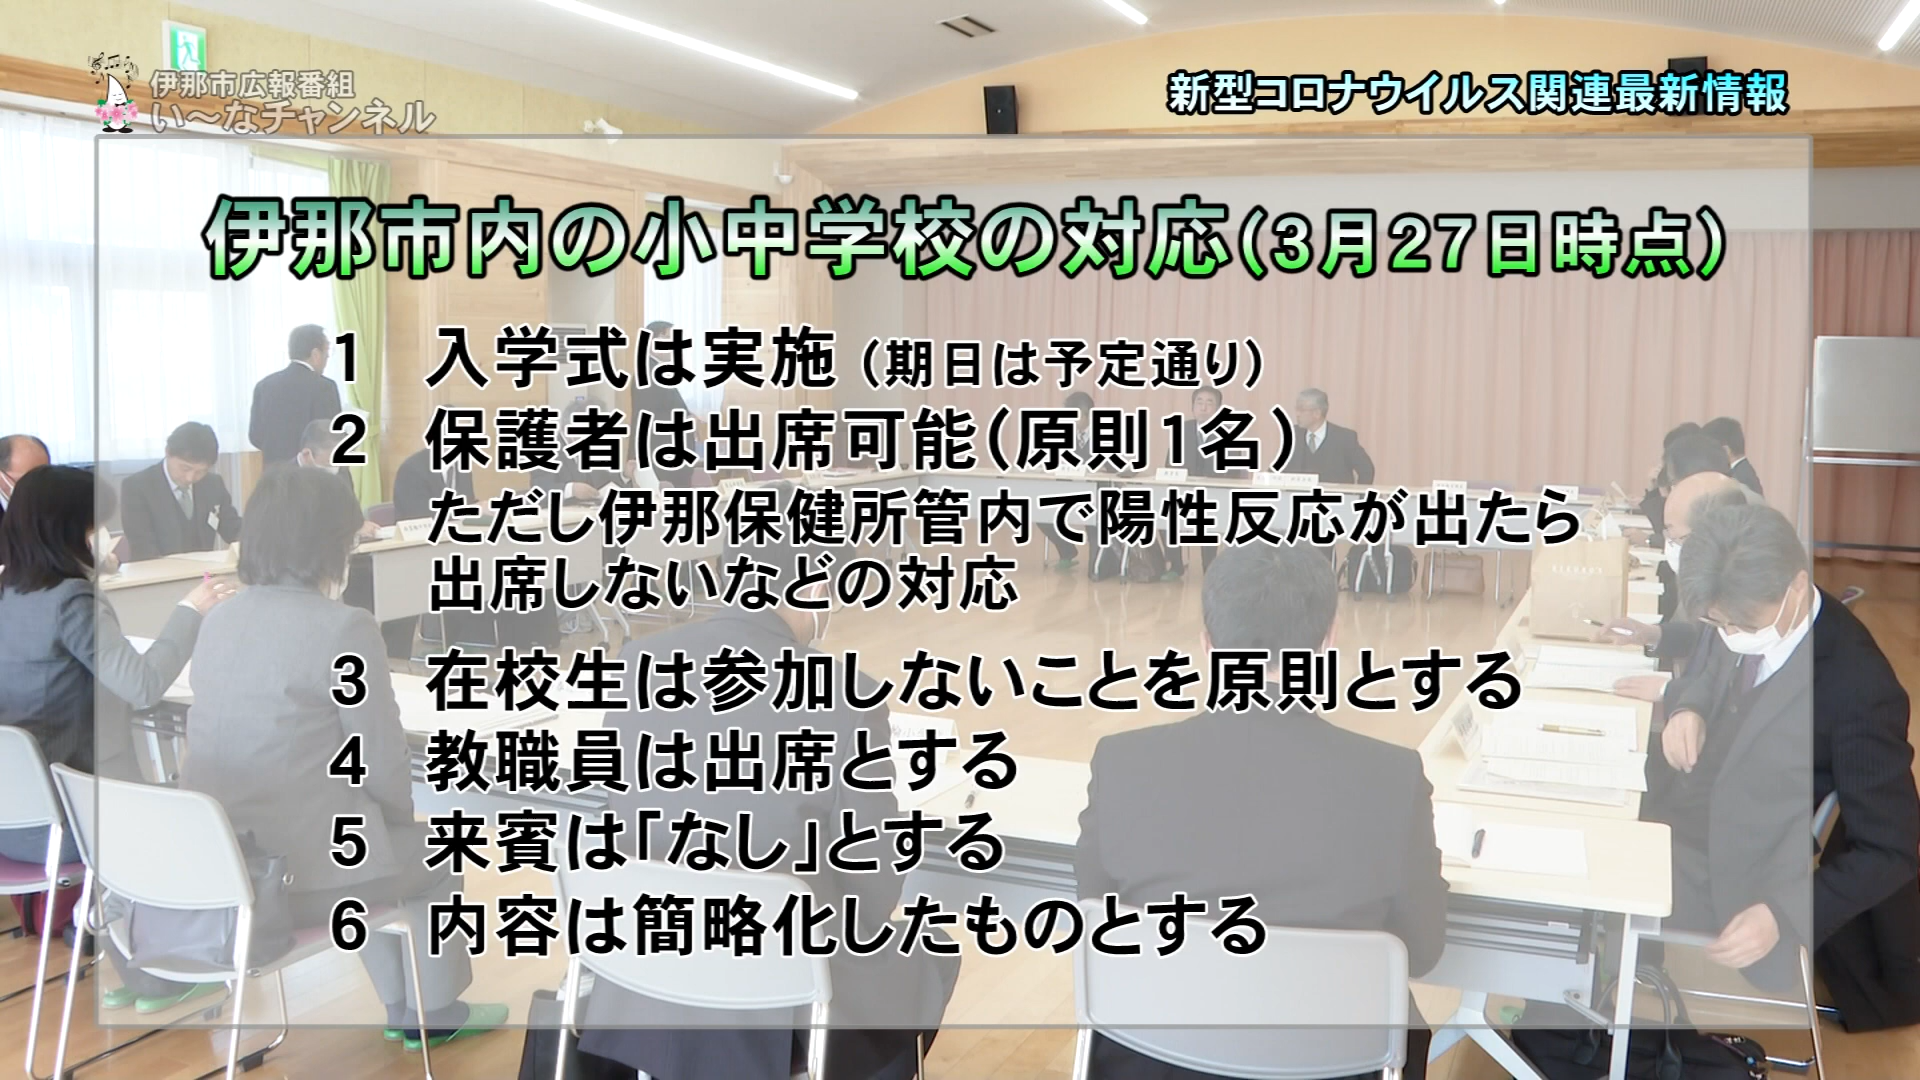 伊那市広報番組
い～なチャンネル
新型コロナウイルス関連最新情報
伊那市内の小中学校の対応（3月27日時点）
1 入学式は実施（期日は予定通り）
2 保護者は出席可能（原則1名）
ただし伊那保健所管内で陽性反応が出たら
出席しないなどの対応
3 在校生は参加しないことを原則とする
4 教職員は出席とする
5 来賓は「なし」とする
6 内容は簡略化したものとする